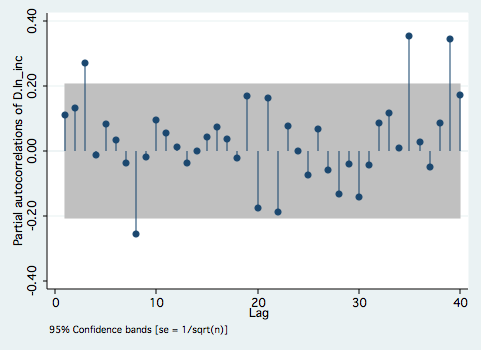 Partial autocorrelations of D.ln_inc
0.40
0.20
0.00
-0.20
-0.40
0 10 20 30 40
Lag
95% Confidence bands [se = 1/sqrt(n)]